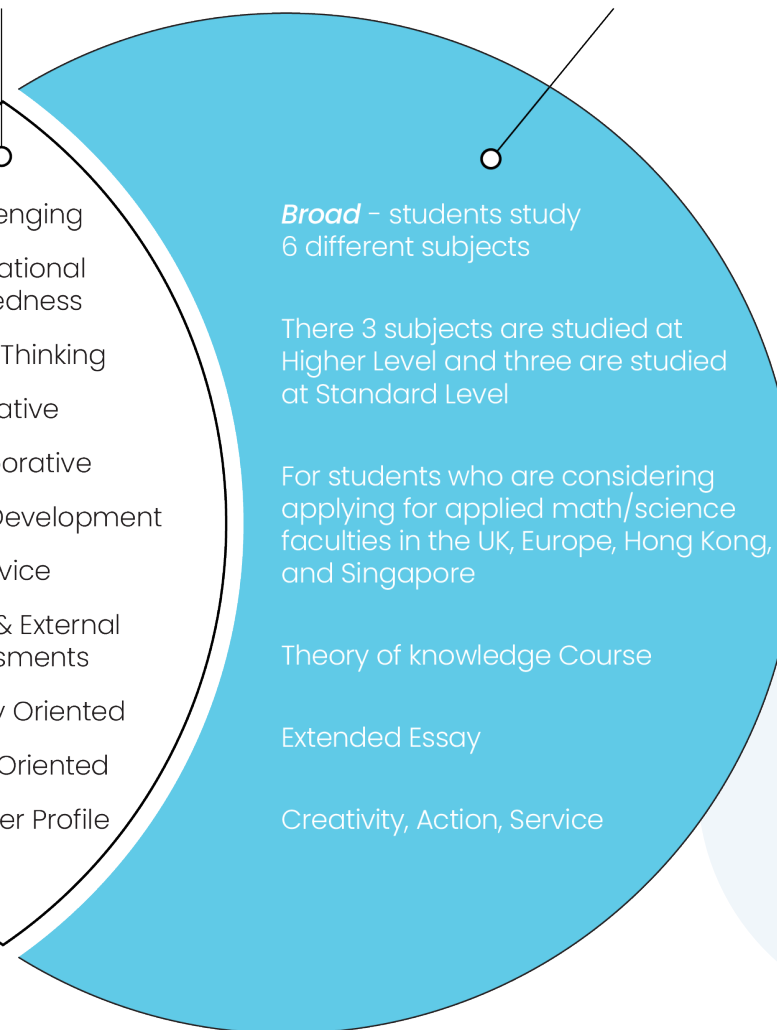 enging
ational
edness
Thinking
ative
orative
Development
vice
& External
sments
Oriented
Oriented
er Profile
Broad - students study
6 different subjects
There 3 subjects are studied at
Higher Level and three are studied
at Standard Level
For students who are considering
applying for applied math/science
faculties in the UK, Europe, Hong Kong,
and Singapore
Theory of knowledge Course
Extended Essay
Creativity, Action, Service